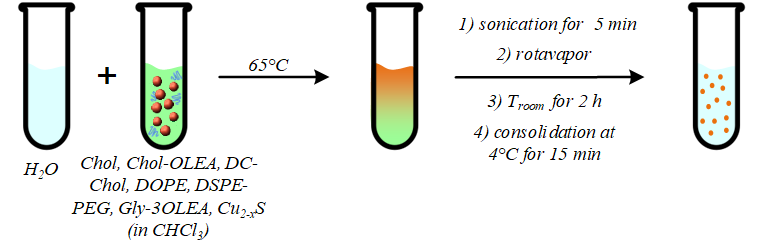 1) sonication for 5 min
2) rotavapor
65°C
+
3) Troom for 2 h
4) consolidation at
4°C for 15 min
H2O
Chol, Chol-OLEA, DC-
Chol, DOPE, DSPE-
PEG, Gly-3OLEA, Cu2-xS
(in CHCl3)